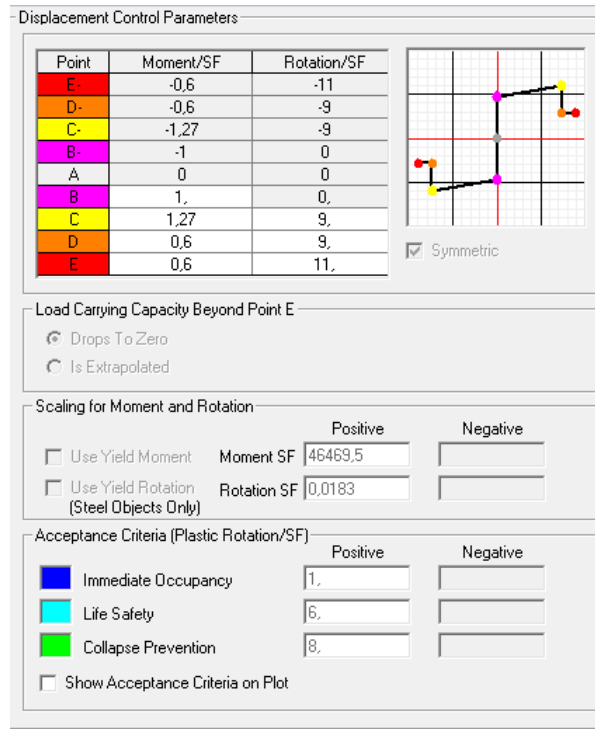 Displacement Control Parameters
Point Moment/SF Rotation/SF
E- -0,6 -11
D- -0,6 -9
C- -1,27 -9
B- -1 0
A 0 0
B 1, 0,
C 1,27 9,
D 0,6 9,
E 0,6 11,
Symmetric
Load Carrying Capacity Beyond Point E
Drops To Zero
Is Extrapolated
Scaling for Moment and Rotation
Positive Negative
Use Yield Moment Moment SF 46469,5
Use Yield Rotation Rotation SF 0,0183
(Steel Objects Only)
Acceptance Criteria (Plastic Rotation/SF)
Positive Negative
Immediate Occupancy 1,
Life Safety 6,
Collapse Prevention 8,
Show Acceptance Criteria on Plot